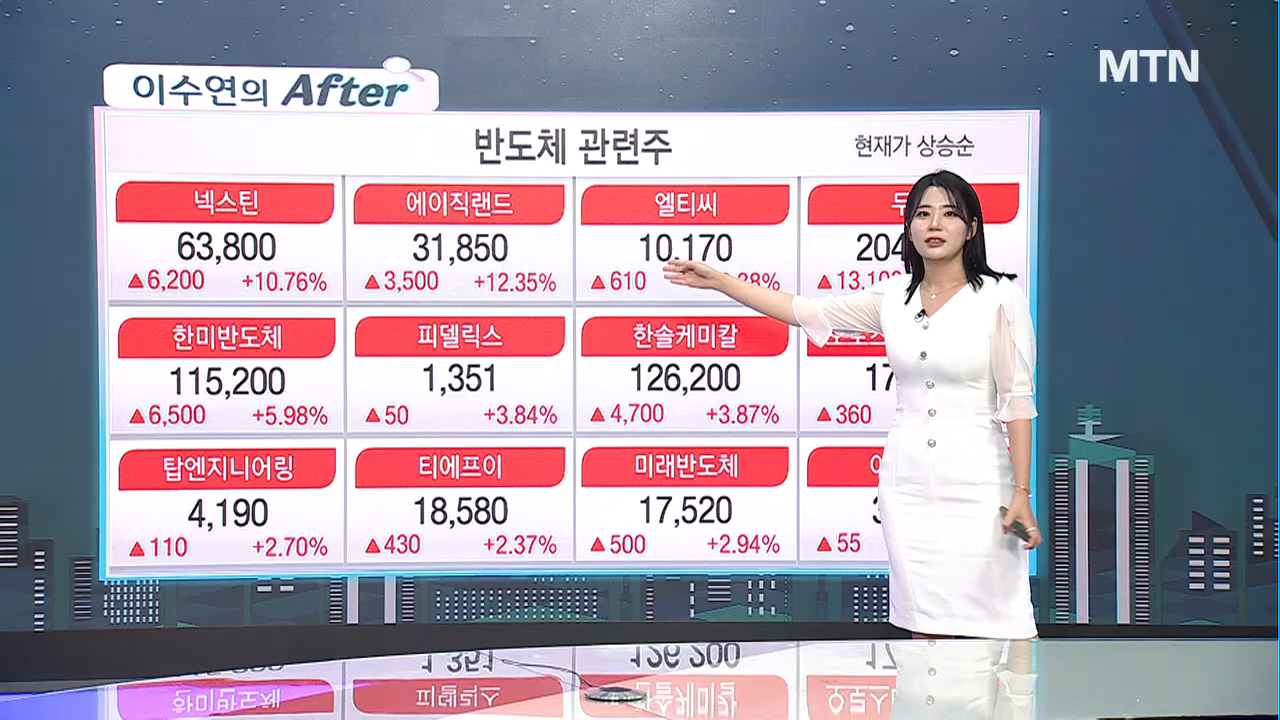 MTN
이수연의 After
반도체 관련주
현재가 상승순
넥스틴
63,800
▲6,200 +10.76%
에이직랜드
31,850
▲3,500 +12.35%
엘티씨
10,170
▲610
한미반도체
115,200
▲6,500 +5.98%
피델릭스
1,351
▲50 +3.84%
한솔케미칼
126,200
▲4,700 +3.87%
▲360
탑엔지니어링
4,190
▲110 +2.70%
티에프이
18,580
▲430 +2.37%
미래반도체
17,520
▲500 +2.94%
▲55